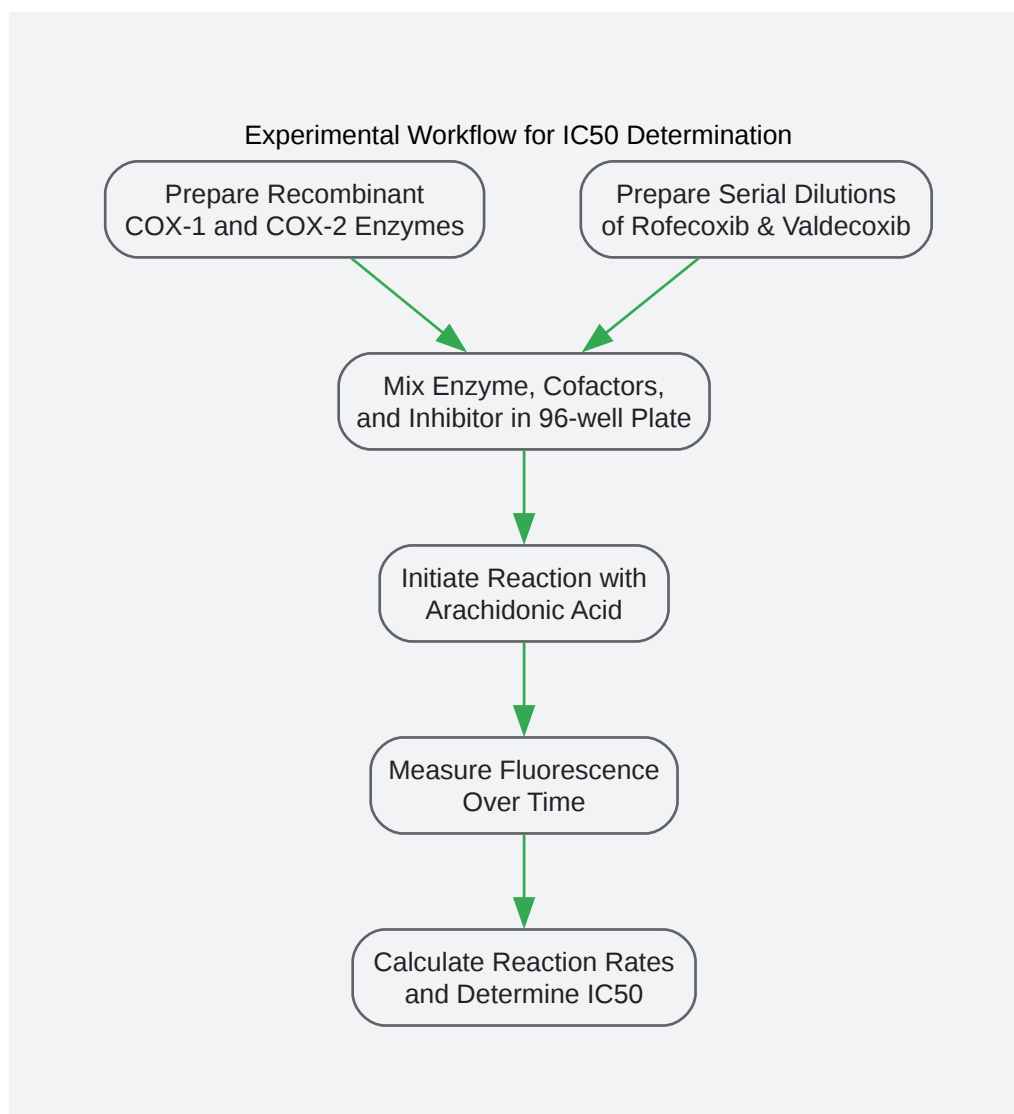 Experimental Workflow for IC50 Determination
Prepare Recombinant
COX-1 and COX-2 Enzymes
Prepare Serial Dilutions
of Rofecoxib & Valdecoxib
Mix Enzyme, Cofactors,
and Inhibitor in 96-well Plate
Initiate Reaction with
Arachidonic Acid
Measure Fluorescence
Over Time
Calculate Reaction Rates
and Determine IC50